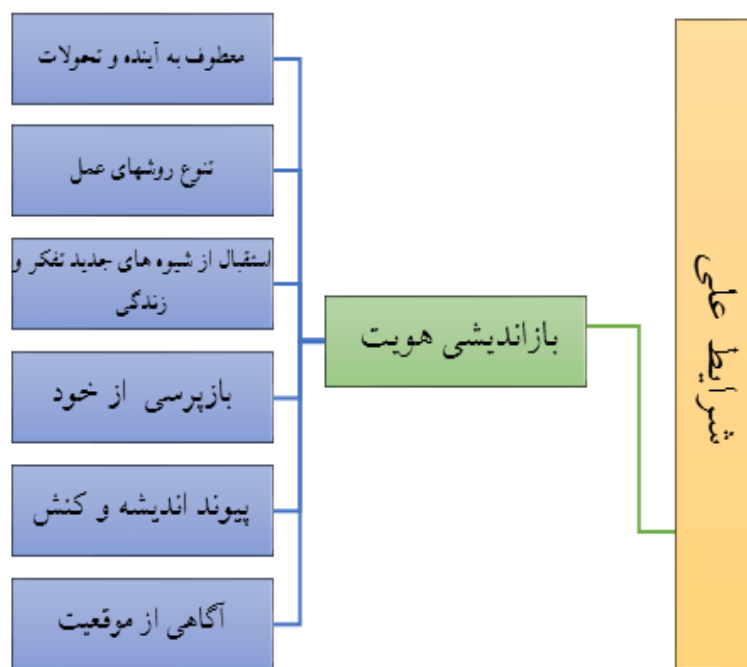 شرایط علی
بازاندیشی هویت
معطوف به آینده و تحولات
تنوع روشهای عمل
استقبال از شیوه های جدید تفکر و
زندگی
بازپرسی از خود
پیوند اندیشه و کنش
آگاهی از موقعیت